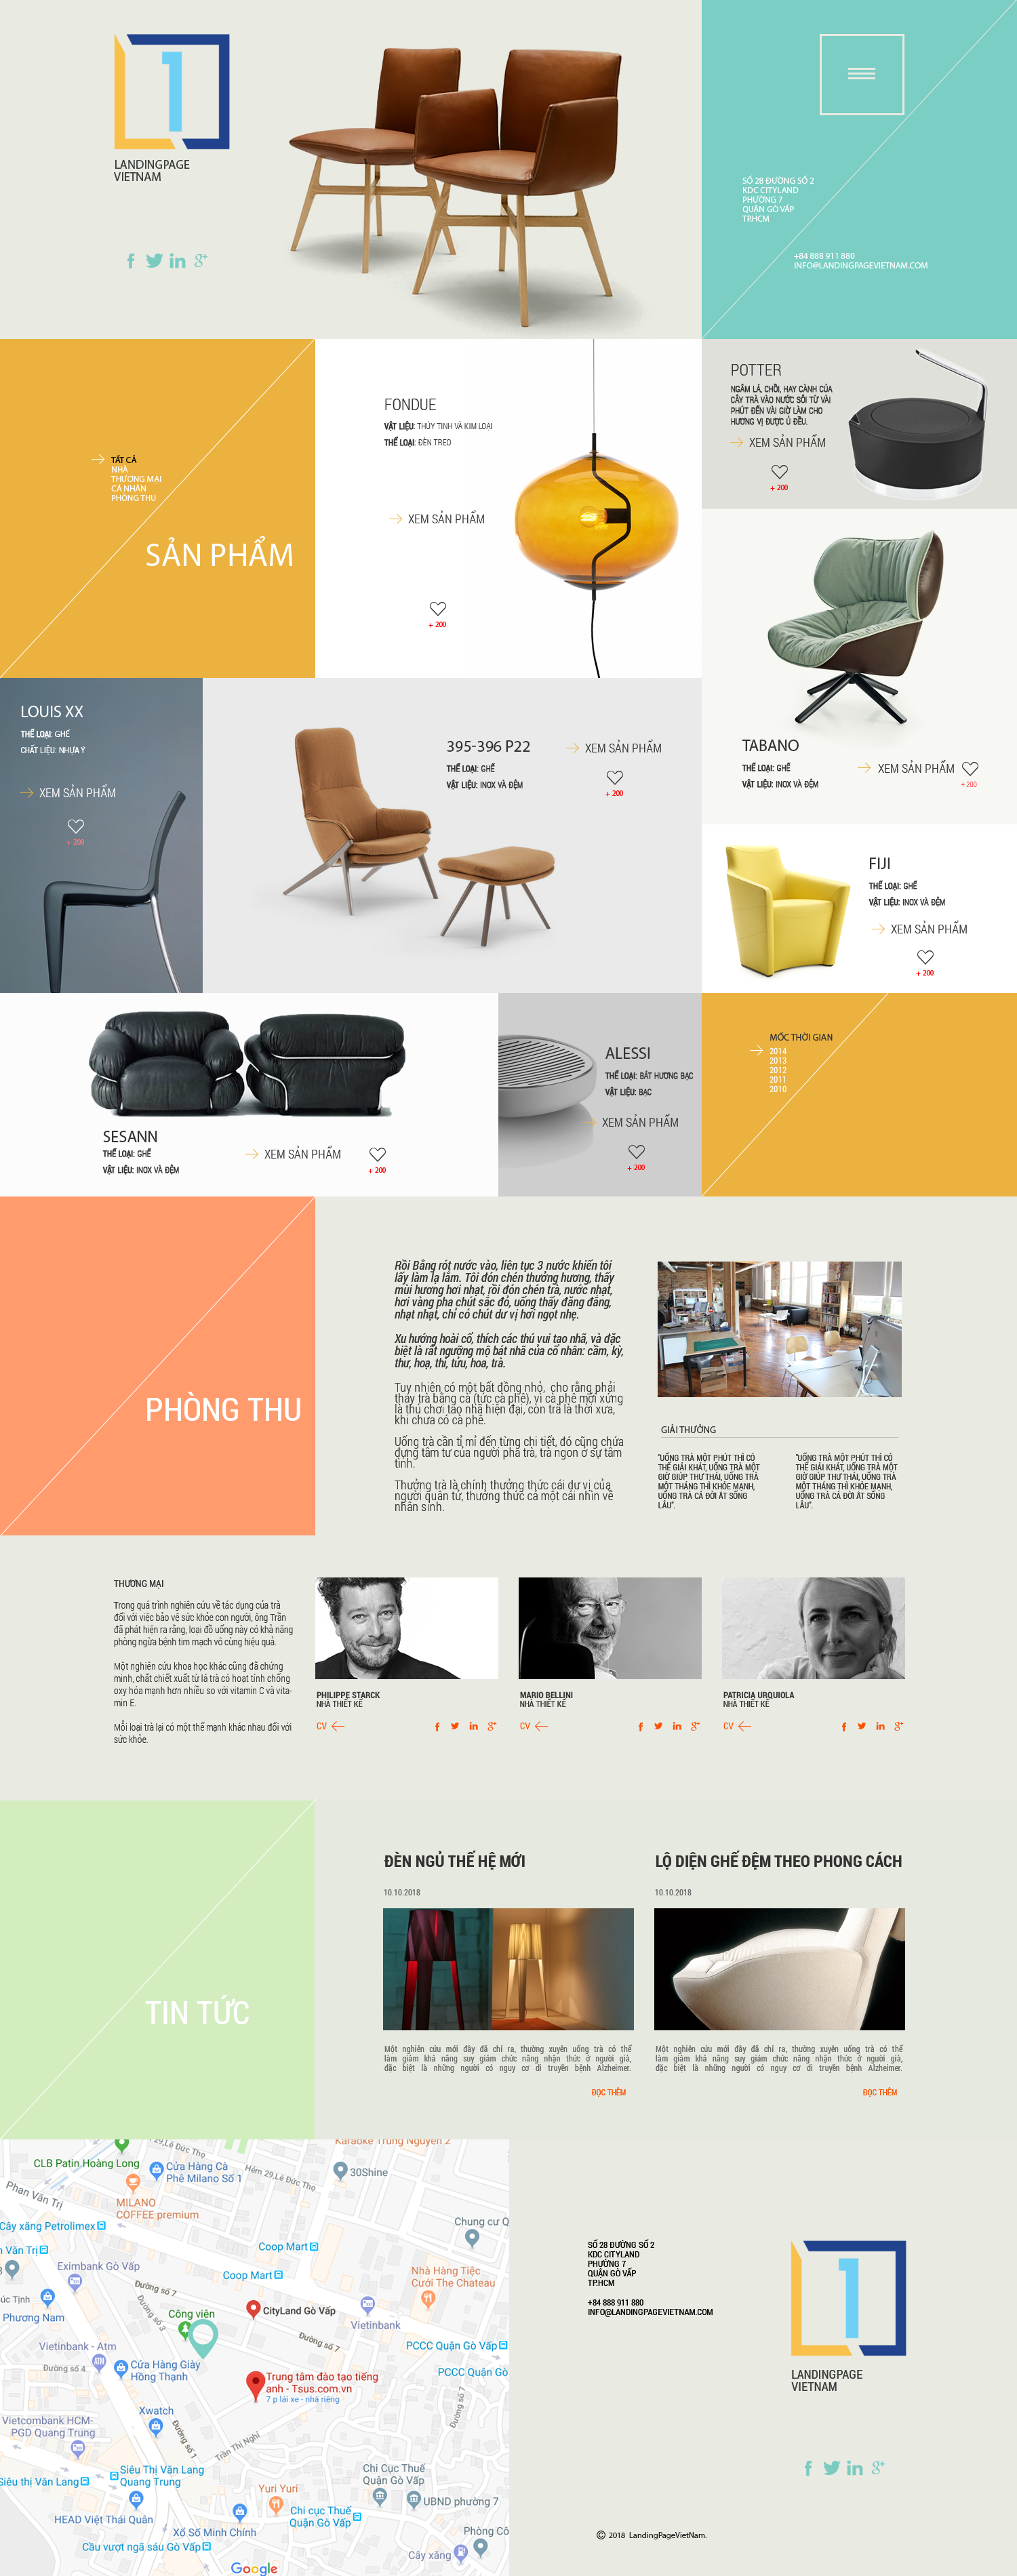 LANDINGPAGE
VIETNAM
SỐ 28 ĐƯỜNG SỐ 2
KDC CITYLAND
PHƯỜNG 7
QUẬN GÒ VẤP
TP.HCM
+84 888 911 880
INFO@LANDINGPAGEVIETNAM.COM
TẤT CẢ
NHÀ
THƯƠNG MẠI
CÁ NHÂN
PHÒNG THU
SẢN PHẨM
FONDUE
VẬT LIỆU: THỦY TINH VÀ KIM LOẠI
THỂ LOẠI: ĐÈN TREO
XEM SẢN PHẨM
+ 200
POTTER
NGÂM LÁ, CHỒI, HAY CÀNH CỦA
CÂY TRÀ VÀO NƯỚC SÔI TỪ VÀI
PHÚT ĐẾN VÀI GIỜ LÀM CHO
HƯƠNG VỊ ĐƯỢC Ủ ĐỀU.
XEM SẢN PHẨM
+ 200
TABANO
THỂ LOẠI: GHẾ
VẬT LIỆU: INOX VÀ ĐỆM
XEM SẢN PHẨM
+ 200
LOUIS XX
THỂ LOẠI: GHẾ
CHẤT LIỆU: NHỰA Ý
XEM SẢN PHẨM
+ 200
395-396 P22
THỂ LOẠI: GHẾ
VẬT LIỆU: INOX VÀ ĐỆM
XEM SẢN PHẨM
+ 200
FIJI
THỂ LOẠI: GHẾ
VẬT LIỆU: INOX VÀ ĐỆM
XEM SẢN PHẨM
+ 200
SESANN
THỂ LOẠI: GHẾ
VẬT LIỆU: INOX VÀ ĐỆM
XEM SẢN PHẨM
+ 200
ALESSI
THỂ LOẠI: BÁT HƯƠNG BẠC
VẬT LIỆU: BẠC
XEM SẢN PHẨM
+ 200
MỐC THỜI GIAN
2014
2013
2012
2011
2010
PHÒNG THU
Rồi Bằng rót nước vào, liên tục 3 nước khiến tôi
lấy làm lạ lắm. Tôi đón chén thưởng hương, thấy
mùi hương hơi nhạt, rồi đón chén trà, nước nhạt,
hơi vàng pha chút sắc đỏ, uống thấy đăng đắng,
nhạt nhạt, chỉ có chút dư vị hơi ngọt nhẹ.
Xu hướng hoài cổ, thích các thú vui tao nhã, và đặc
biệt là rất ngưỡng mộ bát nhã của cổ nhân: cầm, kỳ,
thư, hoạ, thi, tửu, hoa, trà.
Tuy nhiên có một bất đồng nhỏ, cho rằng phải
thay trà bằng cà (tức cà phê), vì cà phê mới xứng
là thú chơi tao nhã hiện đại, còn trà là thời xưa,
khi chưa có cà phê.
Uống trà cần tỉ mỉ đến từng chi tiết, đó cũng chứa
đựng tâm tư của người pha trà, trà ngon ở sự tâm
tình.
Thưởng trà là chính thưởng thức cái dư vị của
người quân tử, thưởng thức cả một cái nhìn về
nhân sinh.
GIẢI THƯỞNG
"UỐNG TRÀ MỘT PHÚT THÌ CÓ
THỂ GIẢI KHÁT, UỐNG TRÀ MỘT
GIỜ GIÚP THƯ THÁI, UỐNG TRÀ
MỘT THÁNG THÌ KHỎE MẠNH,
UỐNG TRÀ CẢ ĐỜI ẮT SỐNG
LÂU".
"UỐNG TRÀ MỘT PHÚT THÌ CÓ
THỂ GIẢI KHÁT, UỐNG TRÀ MỘT
GIỜ GIÚP THƯ THÁI, UỐNG TRÀ
MỘT THÁNG THÌ KHỎE MẠNH,
UỐNG TRÀ CẢ ĐỜI ẮT SỐNG
LÂU".
THƯƠNG MẠI
Trong quá trình nghiên cứu về tác dụng của trà
đối với việc bảo vệ sức khỏe con người, ông Trần
đã phát hiện ra rằng, loại đồ uống này có khả năng
phòng ngừa bệnh tim mạch vô cùng hiệu quả.
Một nghiên cứu khoa học khác cũng đã chứng
minh, chất chiết xuất từ lá trà có hoạt tính chống
oxy hóa mạnh hơn nhiều so với vitamin C và vita-
min E.
Mỗi loại trà lại có một thế mạnh khác nhau đối với
sức khỏe.
PHILIPPE STARCK
NHÀ THIẾT KẾ
CV
MARIO BELLINI
NHÀ THIẾT KẾ
CV
PATRICIA URQUIOLA
NHÀ THIẾT KẾ
CV
TIN TỨC
ĐÈN NGỦ THẾ HỆ MỚI
10.10.2018
Một nghiên cứu mới đây đã chỉ ra, thường xuyên uống trà có thể
làm giảm khả năng suy giảm chức năng nhận thức ở người già,
đặc biệt là những người có nguy cơ di truyền bệnh Alzheimer.
ĐỌC THÊM
LỘ DIỆN GHẾ ĐỆM THEO PHONG CÁCH
10.10.2018
Một nghiên cứu mới đây đã chỉ ra, thường xuyên uống trà có thể
làm giảm khả năng suy giảm chức năng nhận thức ở người già,
đặc biệt là những người có nguy cơ di truyền bệnh Alzheimer.
ĐỌC THÊM
Karaoke Trung Nguyên 2
CLB Patin Hoàng Long
Cửa Hàng Cà
Phê Milano Số 1
29,Lê Đức Thọ
Hẻm 29,Lê Đức Thọ
30Shine
Phan Văn Trị
MILANO
COFFEE premium
Cây xăng Petrolimex
Chung cư Q
Coop Mart
n Văn Trị
Eximbank Gò Vấp
Coop Mart
Nhà Hàng Tiệc
Cưới The Chateau
Đường số 7
úc Tịnh
Phương Nam
Đường số 3
Công viên
CityLand Gò Vấp
Vietinbank
Đường số 7
PCCC Quận Gò Vấp
Vietinbank - Atm
ATM
Đường số 4
Cửa Hàng Giày
Hồng Thạnh
PCCC Quận Gò
Trung tâm đào tạo tiếng
anh - Tsus.com.vn
7 p lái xe - nhà riêng
Xwatch
Đường số 7
Vietcombank HCM-
PGD Quang Trung
Đường số 1
Trần Thị Nghỉ
Siêu thị Văn Lang
Siêu Thị Văn Lang
Quang Trung
Chi Cục Thuế
Quận Gò Vấp
Yuri Yuri
UBND phường 7
HEAD Việt Thái Quân
Xổ Số Minh Chính
Chi cục Thuế
Quận Gò Vấp
Cầu vượt ngã sáu Gò Vấp
Phòng Cô
Cây xăng
Google
SỐ 28 ĐƯỜNG SỐ 2
KDC CITYLAND
PHƯỜNG 7
QUẬN GÒ VẤP
TP.HCM
+84 888 911 880
INFO@LANDINGPAGEVIETNAM.COM
LANDINGPAGE
VIETNAM
© 2018 LandingPageVietNam.